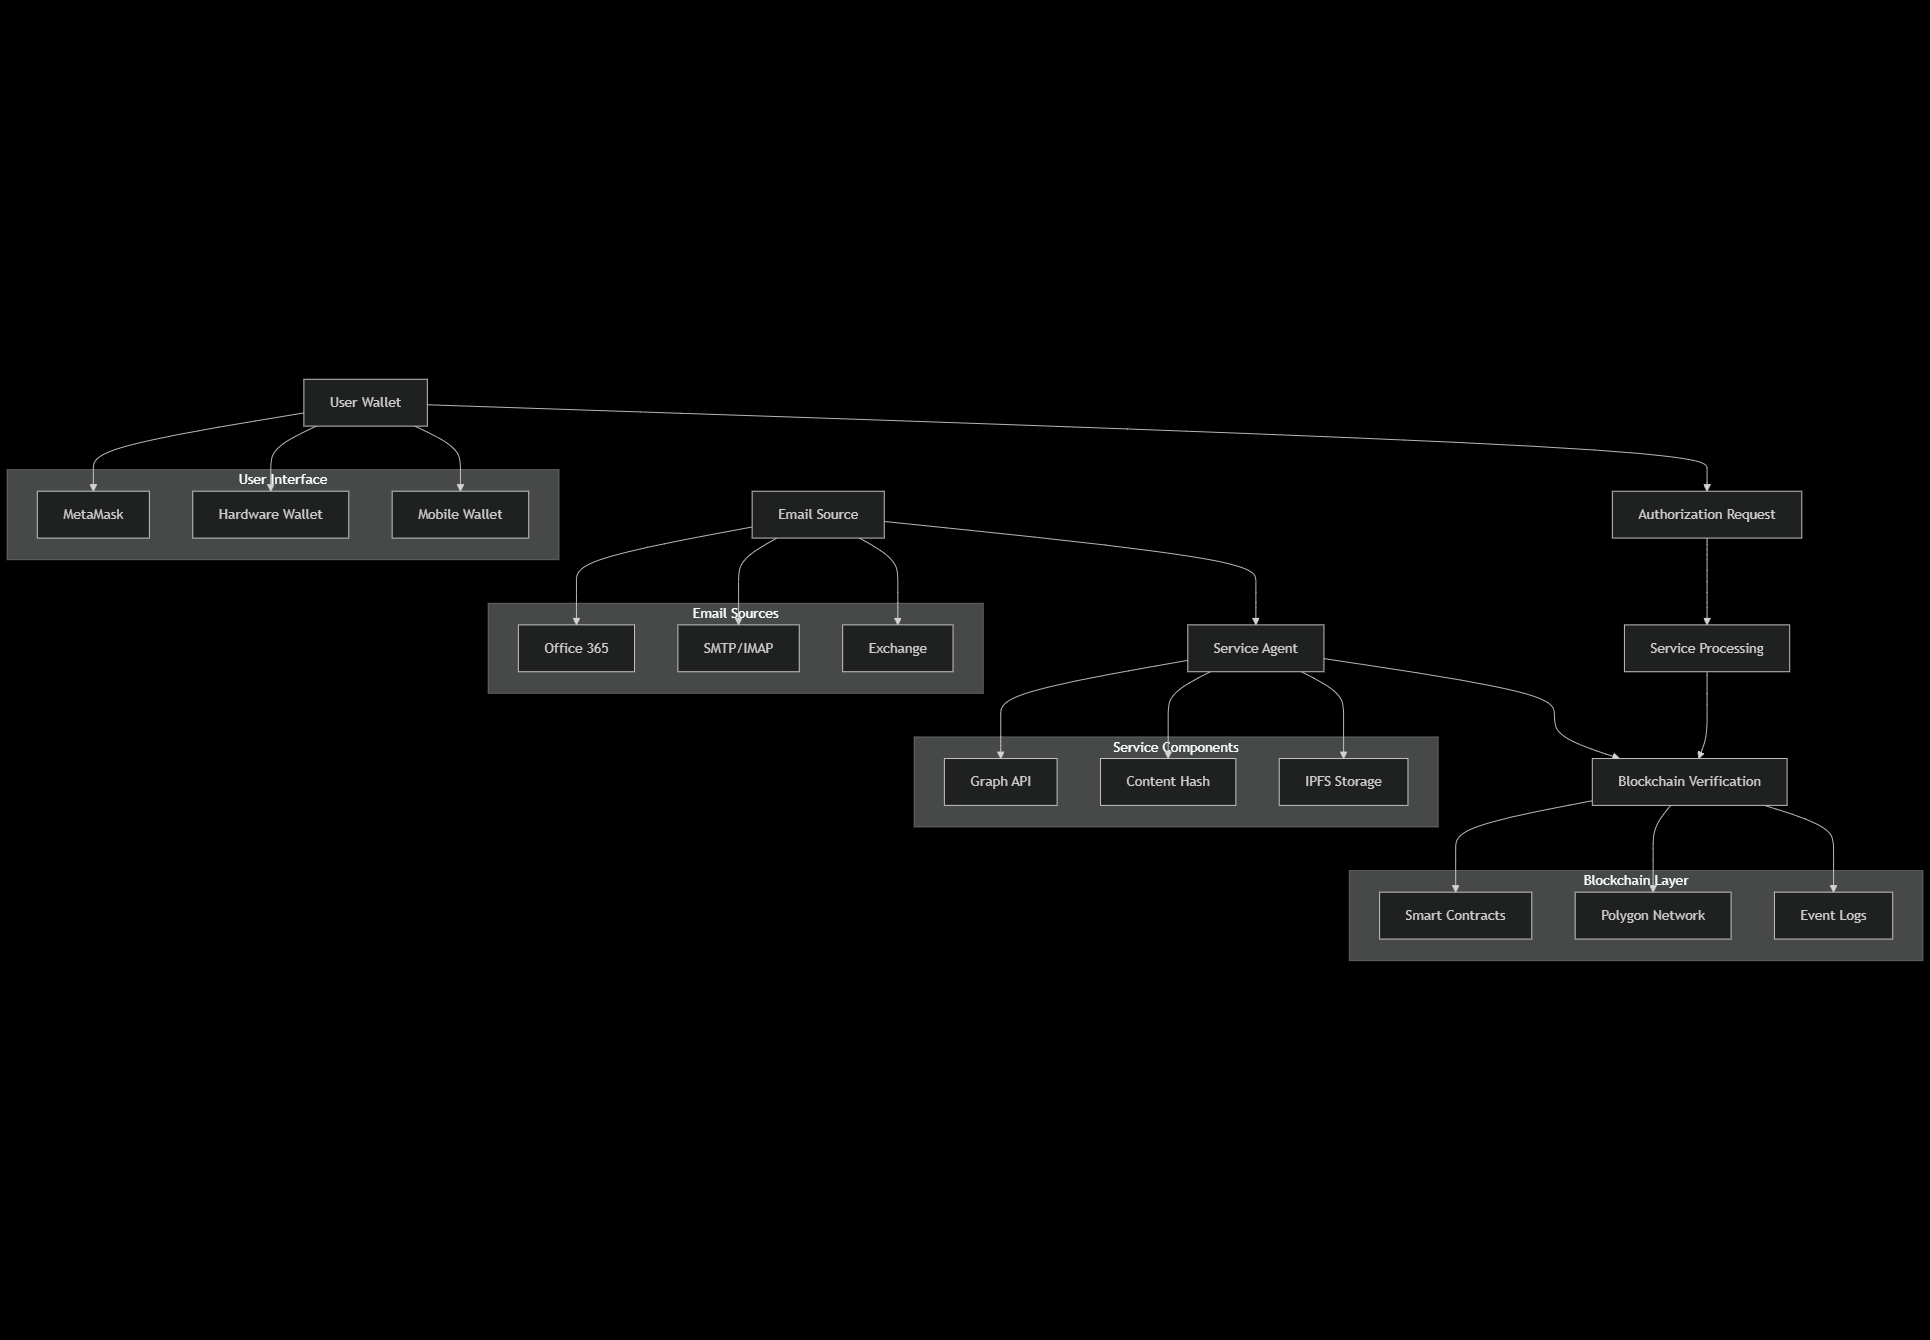 User Wallet
User Interface
MetaMask
Hardware Wallet
Mobile Wallet
Email Source
Authorization Request
Email Sources
Office 365
SMTP/IMAP
Exchange
Service Agent
Service Processing
Service Components
Graph API
Content Hash
IPFS Storage
Blockchain Verification
Blockchain Layer
Smart Contracts
Polygon Network
Event Logs